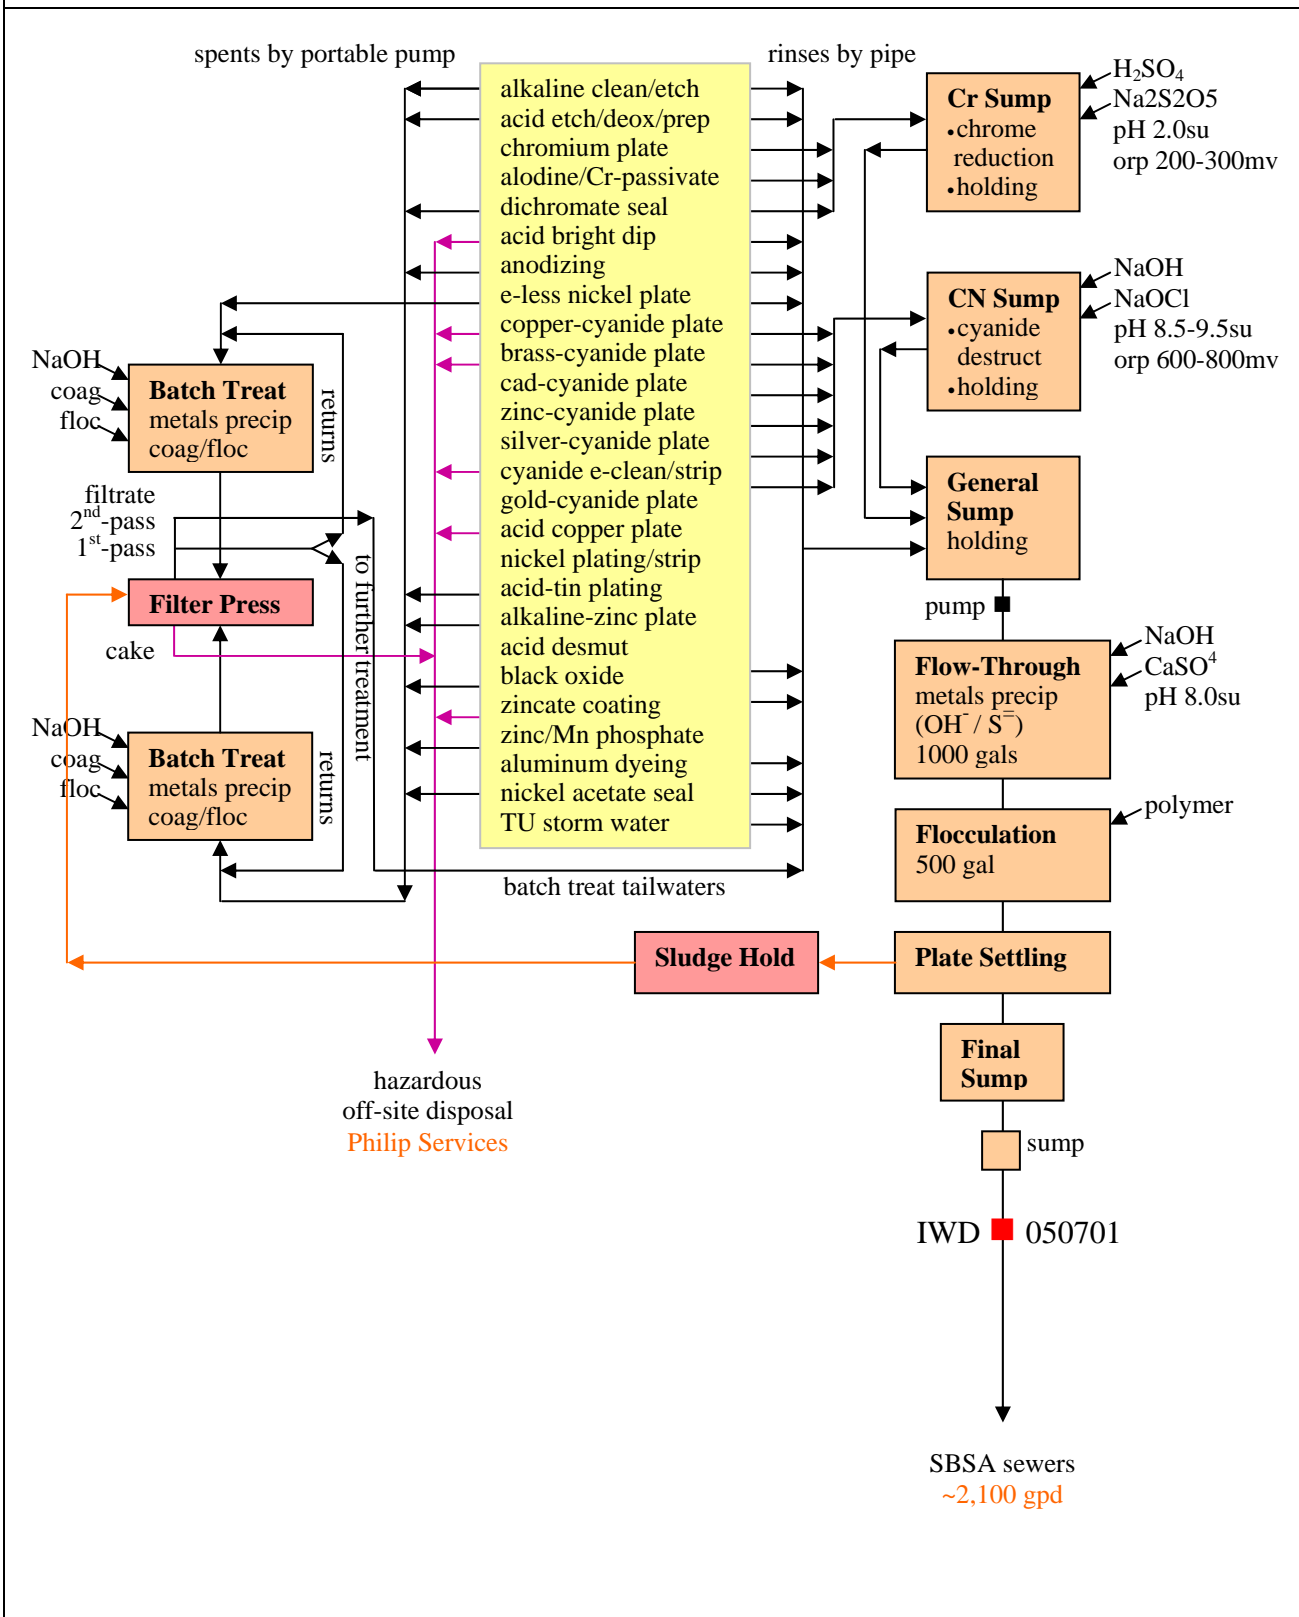 spents by portable pump
rinses by pipe
alkaline clean/etch
acid etch/deox/prep
chromium plate
alodine/Cr-passivate
dichromate seal
acid bright dip
anodizing
e-less nickel plate
copper-cyanide plate
brass-cyanide plate
cad-cyanide plate
zinc-cyanide plate
silver-cyanide plate
cyanide e-clean/strip
gold-cyanide plate
acid copper plate
nickel plating/strip
acid-tin plating
alkaline-zinc plate
acid desmut
black oxide
zincate coating
zinc/Mn phosphate
aluminum dyeing
nickel acetate seal
TU storm water
Cr Sump
•chrome
reduction
•holding
H₂SO₄
Na2S2O5
pH 2.0su
orp 200-300mv
CN Sump
•cyanide
destruct
•holding
NaOH
NaOCl
pH 8.5-9.5su
orp 600-800mv
General
Sump
holding
pump
Flow-Through
metals precip
(OH⁻ / S⁼)
1000 gals
NaOH
CaSO⁴
pH 8.0su
Flocculation
500 gal
polymer
Plate Settling
Sludge Hold
Final
Sump
sump
IWD 050701
SBSA sewers
~2,100 gpd
NaOH
coag
floc
Batch Treat
metals precip
coag/floc
returns
filtrate
2ⁿᵈ-pass
1ˢᵗ-pass
to further treatment
Filter Press
cake
NaOH
coag
floc
Batch Treat
metals precip
coag/floc
returns
batch treat tailwaters
hazardous
off-site disposal
Philip Services